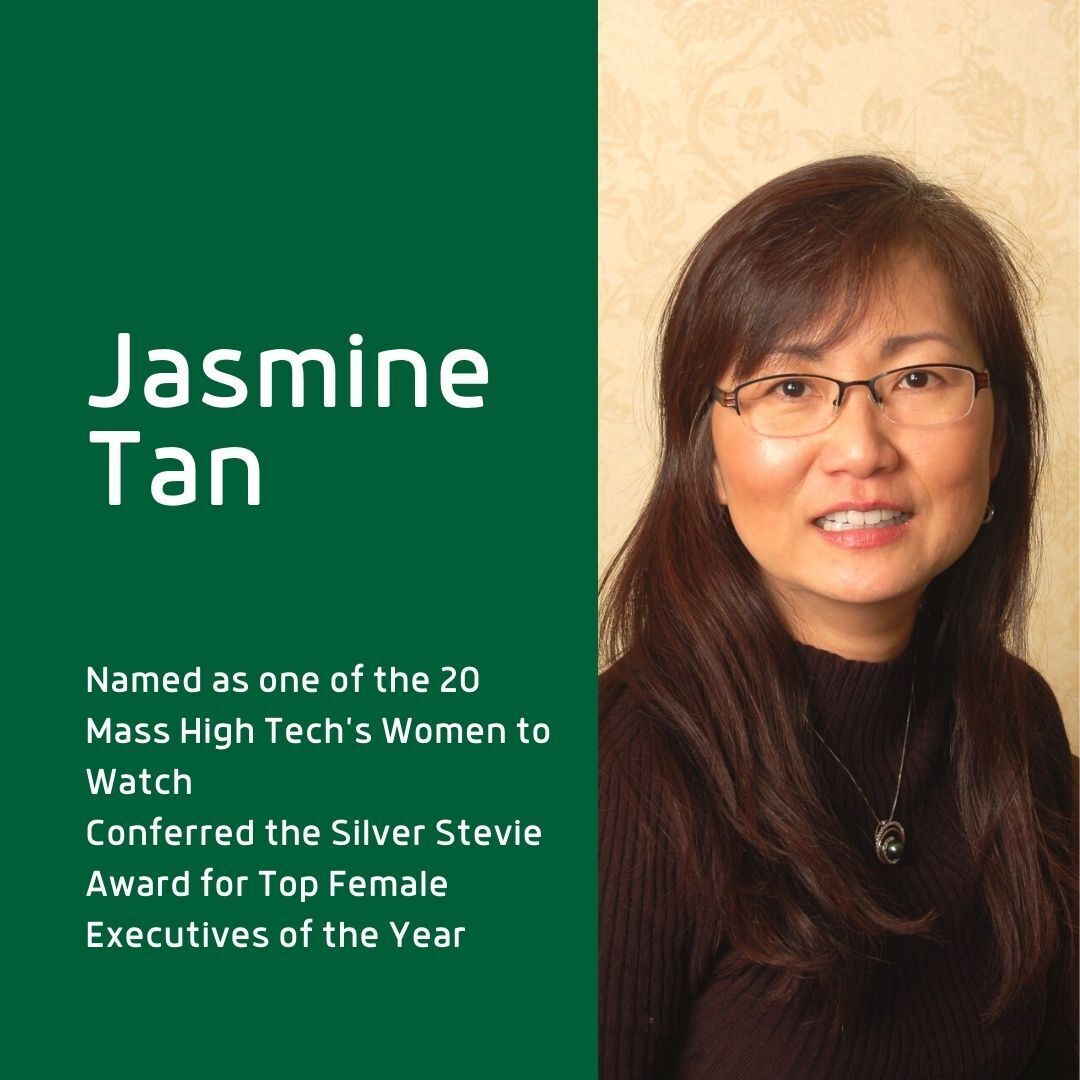 Jasmine
Tan
Named as one of the 20
Mass High Tech's Women to
Watch
Conferred the Silver Stevie
Award for Top Female
Executives of the Year